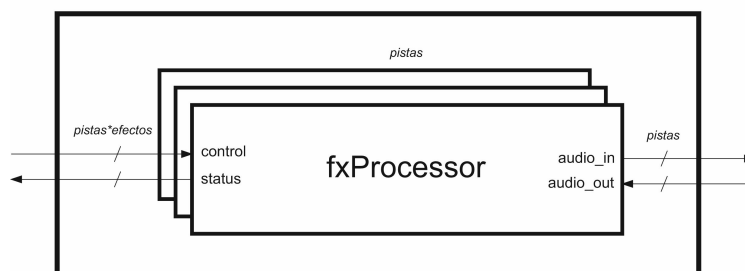 pistas
pistas*efectos
pistas
control
status
fxProcessor
audio_in
audio_out